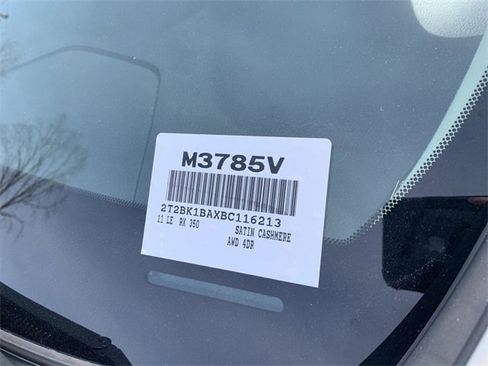 M3785V
2T2BK1BAXBC116213
11 LE RX 350 SATIN CASHMERE
AWD 4DR